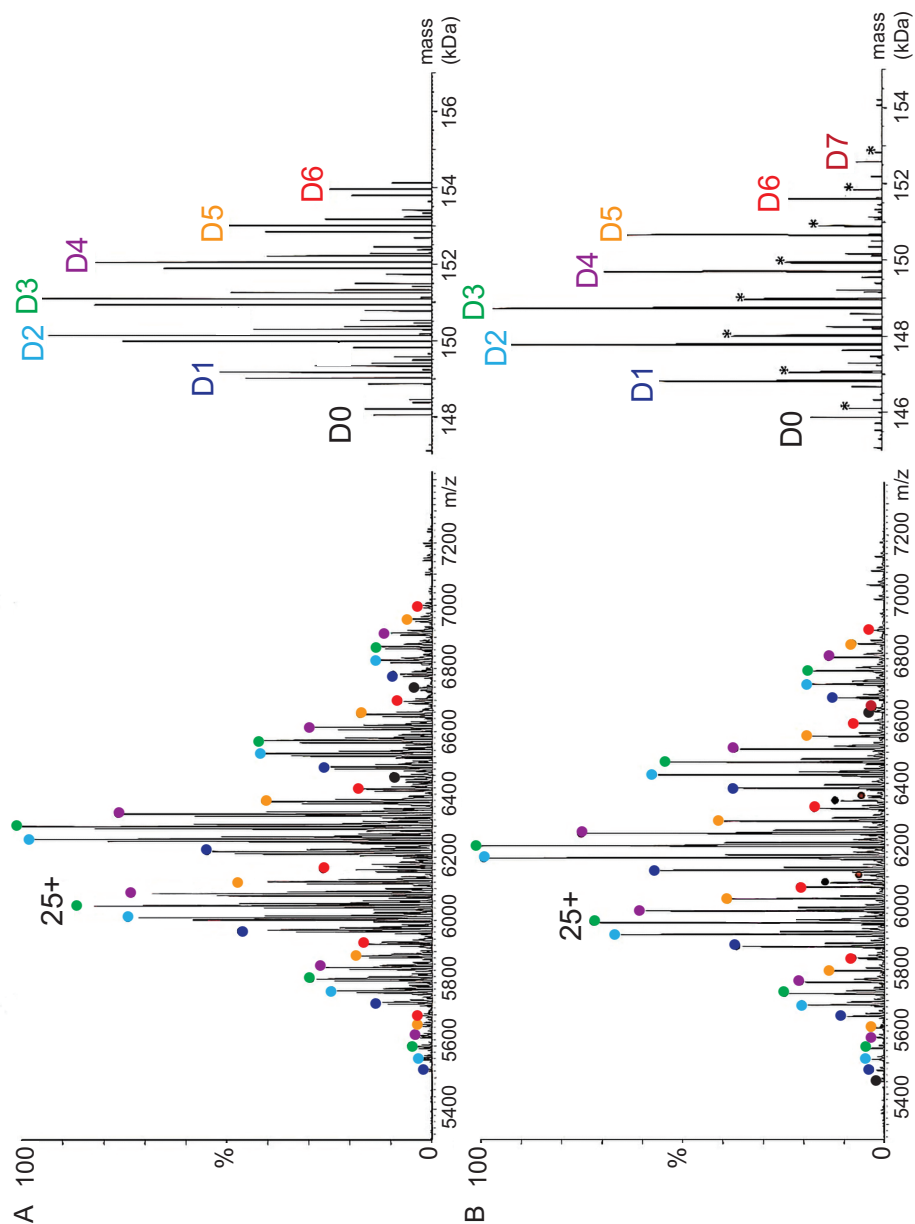 A
100
%
0
25+
5400 5600 5800 6000 6200 6400 6600 6800 7000 7200 m/z
D0
D1
D2
D3
D4
D5
D6
148 150 152 154 156 mass
(kDa)
B
100
%
0
25+
5400 5600 5800 6000 6200 6400 6600 6800 7000 7200 m/z
D0
D1
D2
D3
D4
D5
D6
D7
* * * * * * * *
146 148 150 152 154 mass
(kDa)